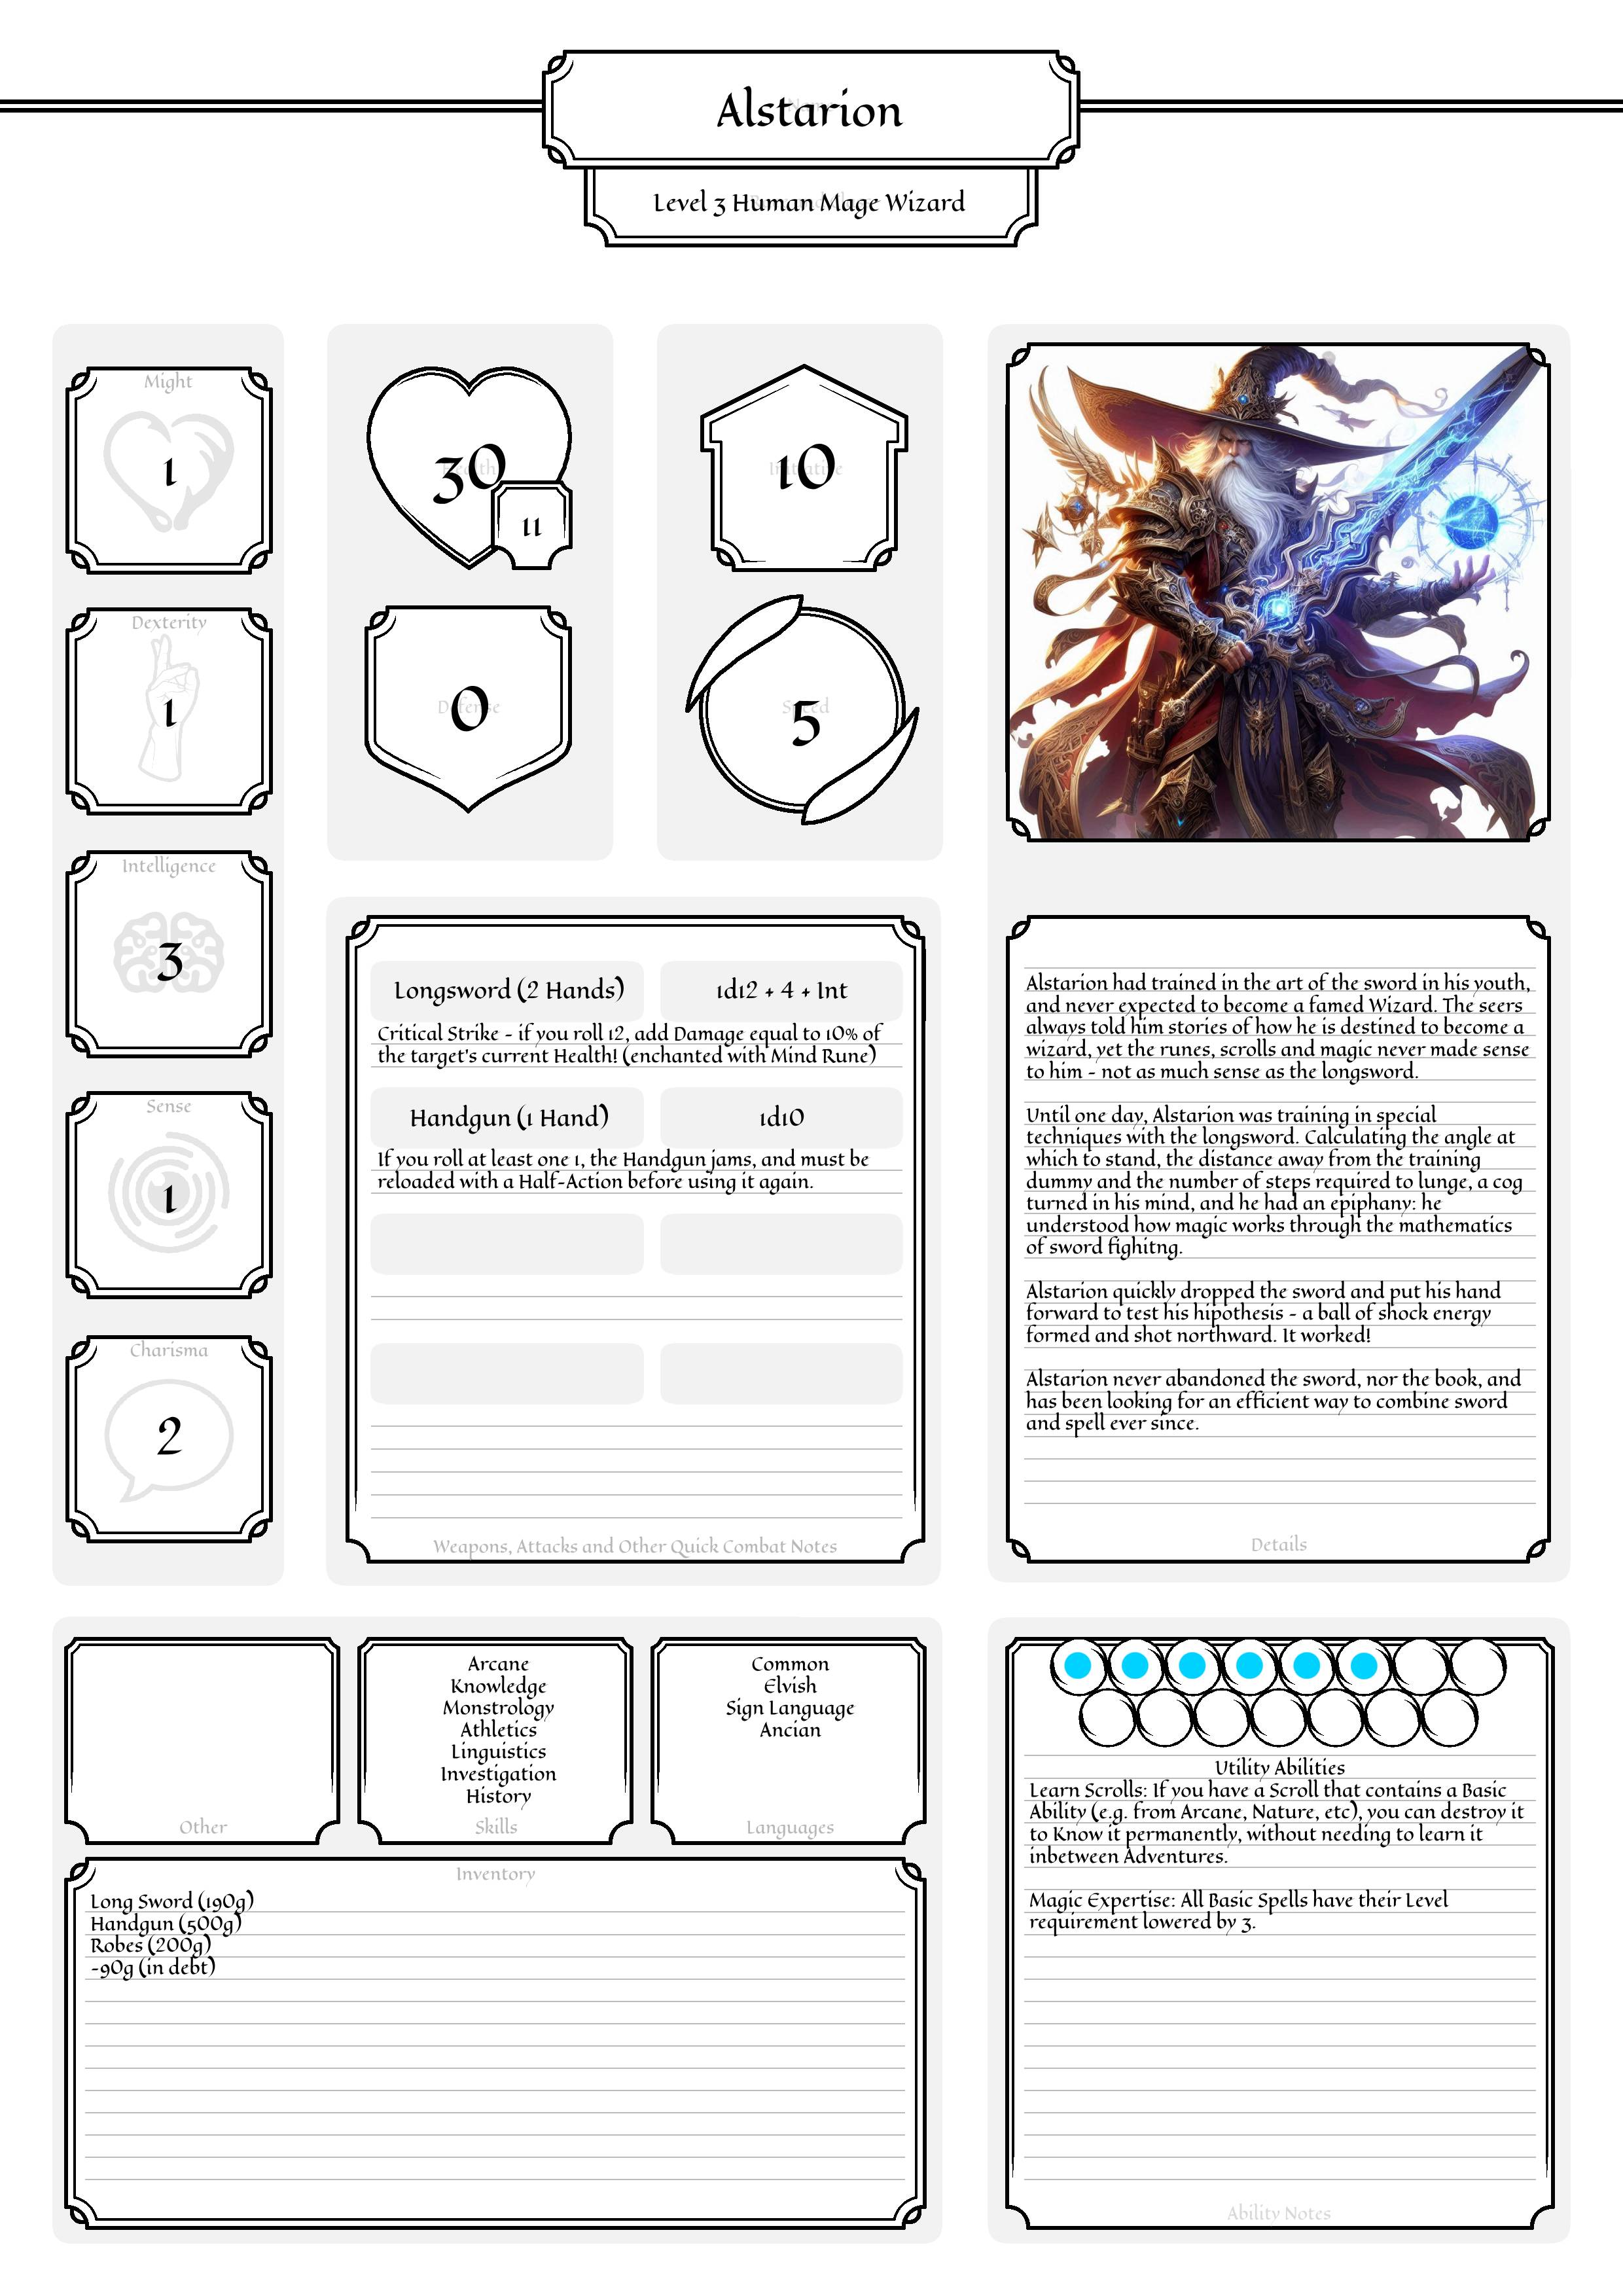 Alstarion
Level 3 Human Mage Wizard
Might
1
Dexterity
1
Intelligence
3
Sense
1
Charisma
2
Health
30
11
Defense
0
Initiative
10
Speed
5
Longsword (2 Hands)
1d12 + 4 + Int
Critical Strike - if you roll 12, add Damage equal to 10% of
the target's current Health! (enchanted with Mind Rune)
Handgun (1 Hand)
1d10
If you roll at least one 1, the Handgun jams, and must be
reloaded with a Half-Action before using it again.
Weapons, Attacks and Other Quick Combat Notes
Alstarion had trained in the art of the sword in his youth,
and never expected to become a famed Wizard. The seers
always told him stories of how he is destined to become a
wizard, yet the runes, scrolls and magic never made sense
to him - not as much sense as the longsword.
Until one day, Alstarion was training in special
techniques with the longsword. Calculating the angle at
which to stand, the distance away from the training
dummy and the number of steps required to lunge, a cog
turned in his mind, and he had an epiphany: he
understood how magic works through the mathematics
of sword fighitng.
Alstarion quickly dropped the sword and put his hand
forward to test his hipothesis - a ball of shock energy
formed and shot northward. It worked!
Alstarion never abandoned the sword, nor the book, and
has been looking for an efficient way to combine sword
and spell ever since.
Details
Other
Arcane
Knowledge
Monstrology
Athletics
Linguistics
Investigation
History
Skills
Common
Elvish
Sign Language
Ancian
Languages
Inventory
Long Sword (190g)
Handgun (500g)
Robes (200g)
-90g (in debt)
Utility Abilities
Learn Scrolls: If you have a Scroll that contains a Basic
Ability (e.g. from Arcane, Nature, etc), you can destroy it
to Know it permanently, without needing to learn it
inbetween Adventures.
Magic Expertise: All Basic Spells have their Level
requirement lowered by 3.
Ability Notes